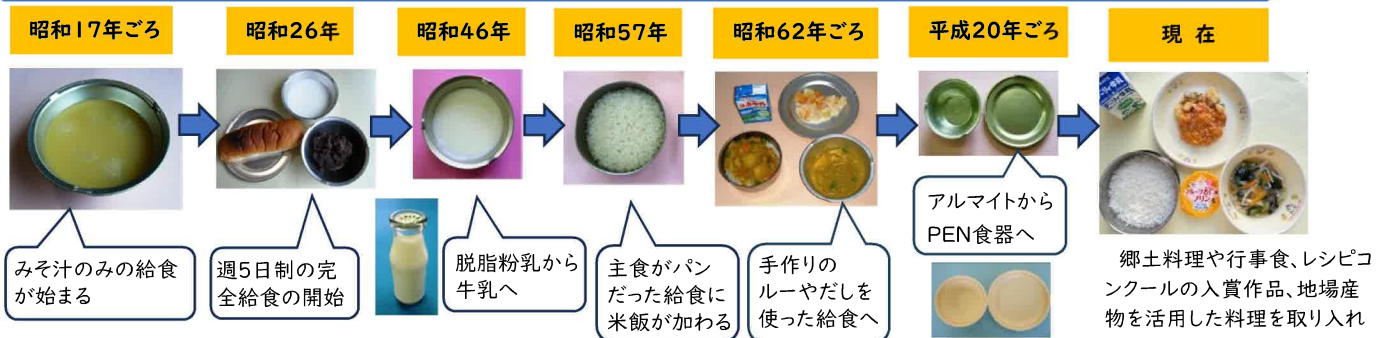 昭和17年ごろ
昭和26年
昭和46年
昭和57年
昭和62年ごろ
平成20年ごろ
現 在
みそ汁のみの給食
が始まる
週5日制の完
全給食の開始
脱脂粉乳から
牛乳へ
主食がパン
だった給食に
米飯が加わる
手作りの
ルーやだしを
使った給食へ
アルマイトから
PEN食器へ
郷土料理や行事食、レシピコ
ンクールの入賞作品、地場産
物を活用した料理を取り入れ